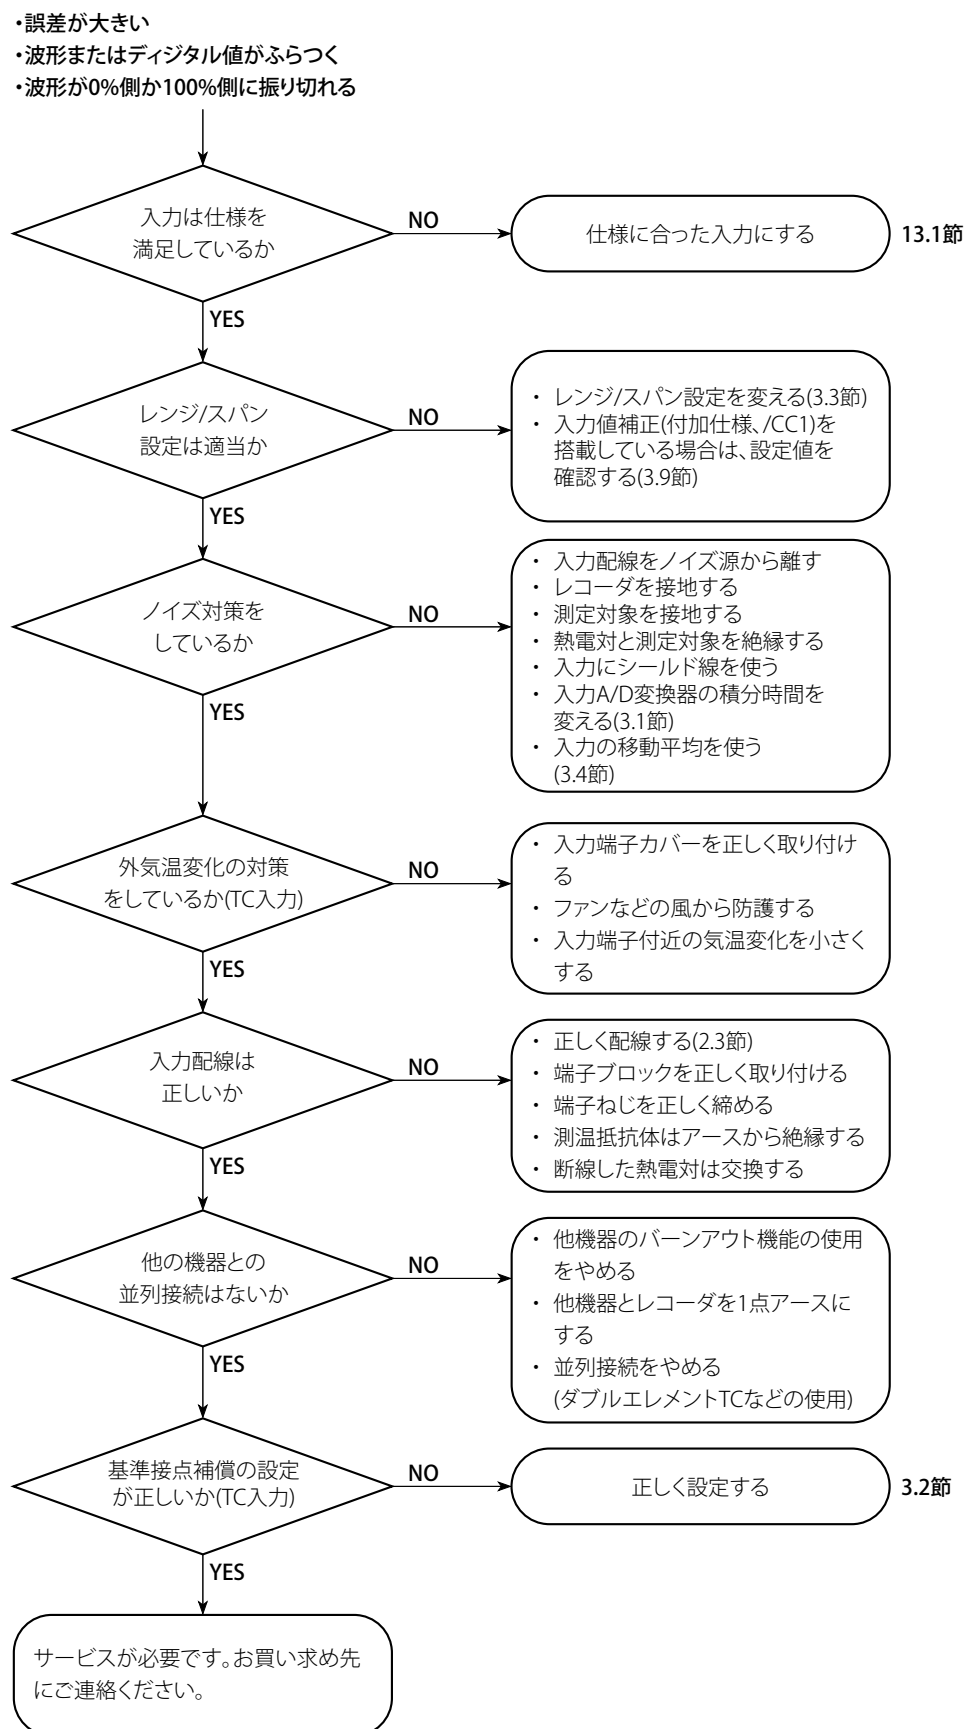 ・誤差が大きい
・波形またはディジタル値がふらつく
・波形が0%側か100%側に振り切れる
入力は仕様を
満足しているか
NO
仕様に合った入力にする
13.1節
YES
レンジ/スパン
設定は適当か
NO
・ レンジ/スパン設定を変える(3.3節)
・ 入力値補正(付加仕様、/CC1)を
搭載している場合は、設定値を
確認する(3.9節)
YES
ノイズ対策を
しているか
NO
・ 入力配線をノイズ源から離す
・ レコーダを接地する
・ 測定対象を接地する
・ 熱電対と測定対象を絶縁する
・ 入力にシールド線を使う
・ 入力A/D変換器の積分時間を
変える(3.1節)
・ 入力の移動平均を使う
(3.4節)
YES
外気温変化の対策
をしているか(TC入力)
NO
・ 入力端子カバーを正しく取り付け
る
・ ファンなどの風から防護する
・ 入力端子付近の気温変化を小さく
する
YES
入力配線は
正しいか
NO
・ 正しく配線する(2.3節)
・ 端子ブロックを正しく取り付ける
・ 端子ねじを正しく締める
・ 測温抵抗体はアースから絶縁する
・ 断線した熱電対は交換する
YES
他の機器との
並列接続はないか
NO
・ 他機器のバーンアウト機能の使用
をやめる
・ 他機器とレコーダを1点アースに
する
・ 並列接続をやめる
(ダブルエレメントTCなどの使用)
YES
基準接点補償の設定
が正しいか(TC入力)
NO
正しく設定する
3.2節
YES
サービスが必要です。お買い求め先
にご連絡ください。